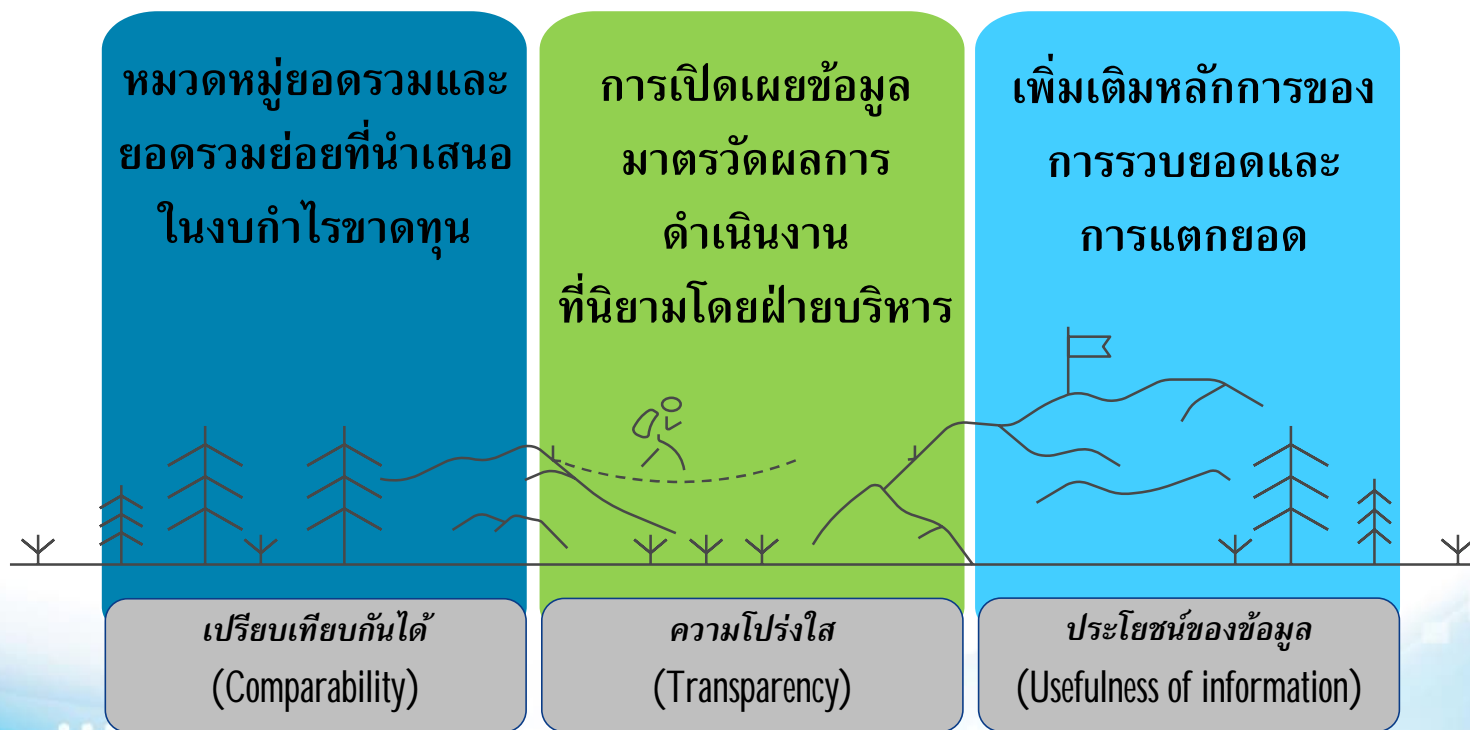 หมวดหมู่ยอดรวมและ
ยอดรวมย่อยที่นำเสนอ
ในงบกำไรขาดทุน
การเปิดเผยข้อมูล
มาตรวัดผลการ
ดำเนินงาน
ที่นิยามโดยฝ่ายบริหาร
เพิ่มเติมหลักการของ
การรวบยอดและ
การแตกยอด
เปรียบเทียบกันได้
(Comparability)
ความโปร่งใส
(Transparency)
ประโยชน์ของข้อมูล
(Usefulness of information)